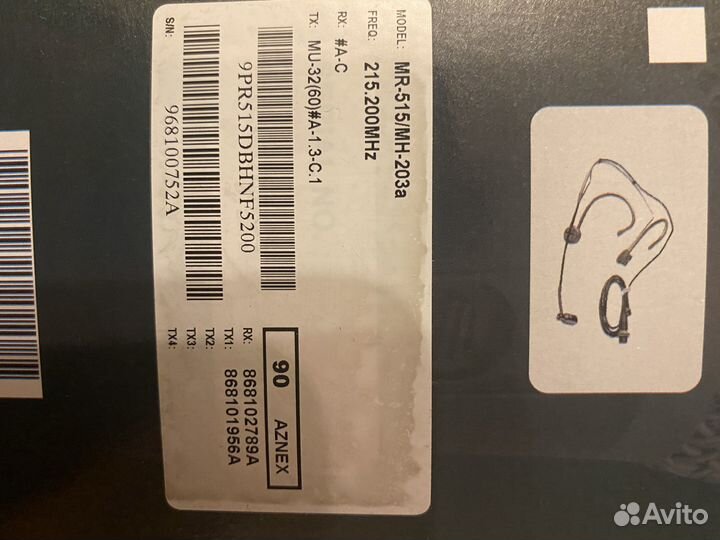 MODEL: MR-515/MH-203a
FREQ: 215.200MHz
RX: #A-C
TX: MU-32(60)#A-1.3-C.1
9PR515DBHNF5200
S/N:
968100752A
90 AZNEX
RX: 868102789A
TX1: 868101956A
TX2:
TX3:
TX4:
Avito